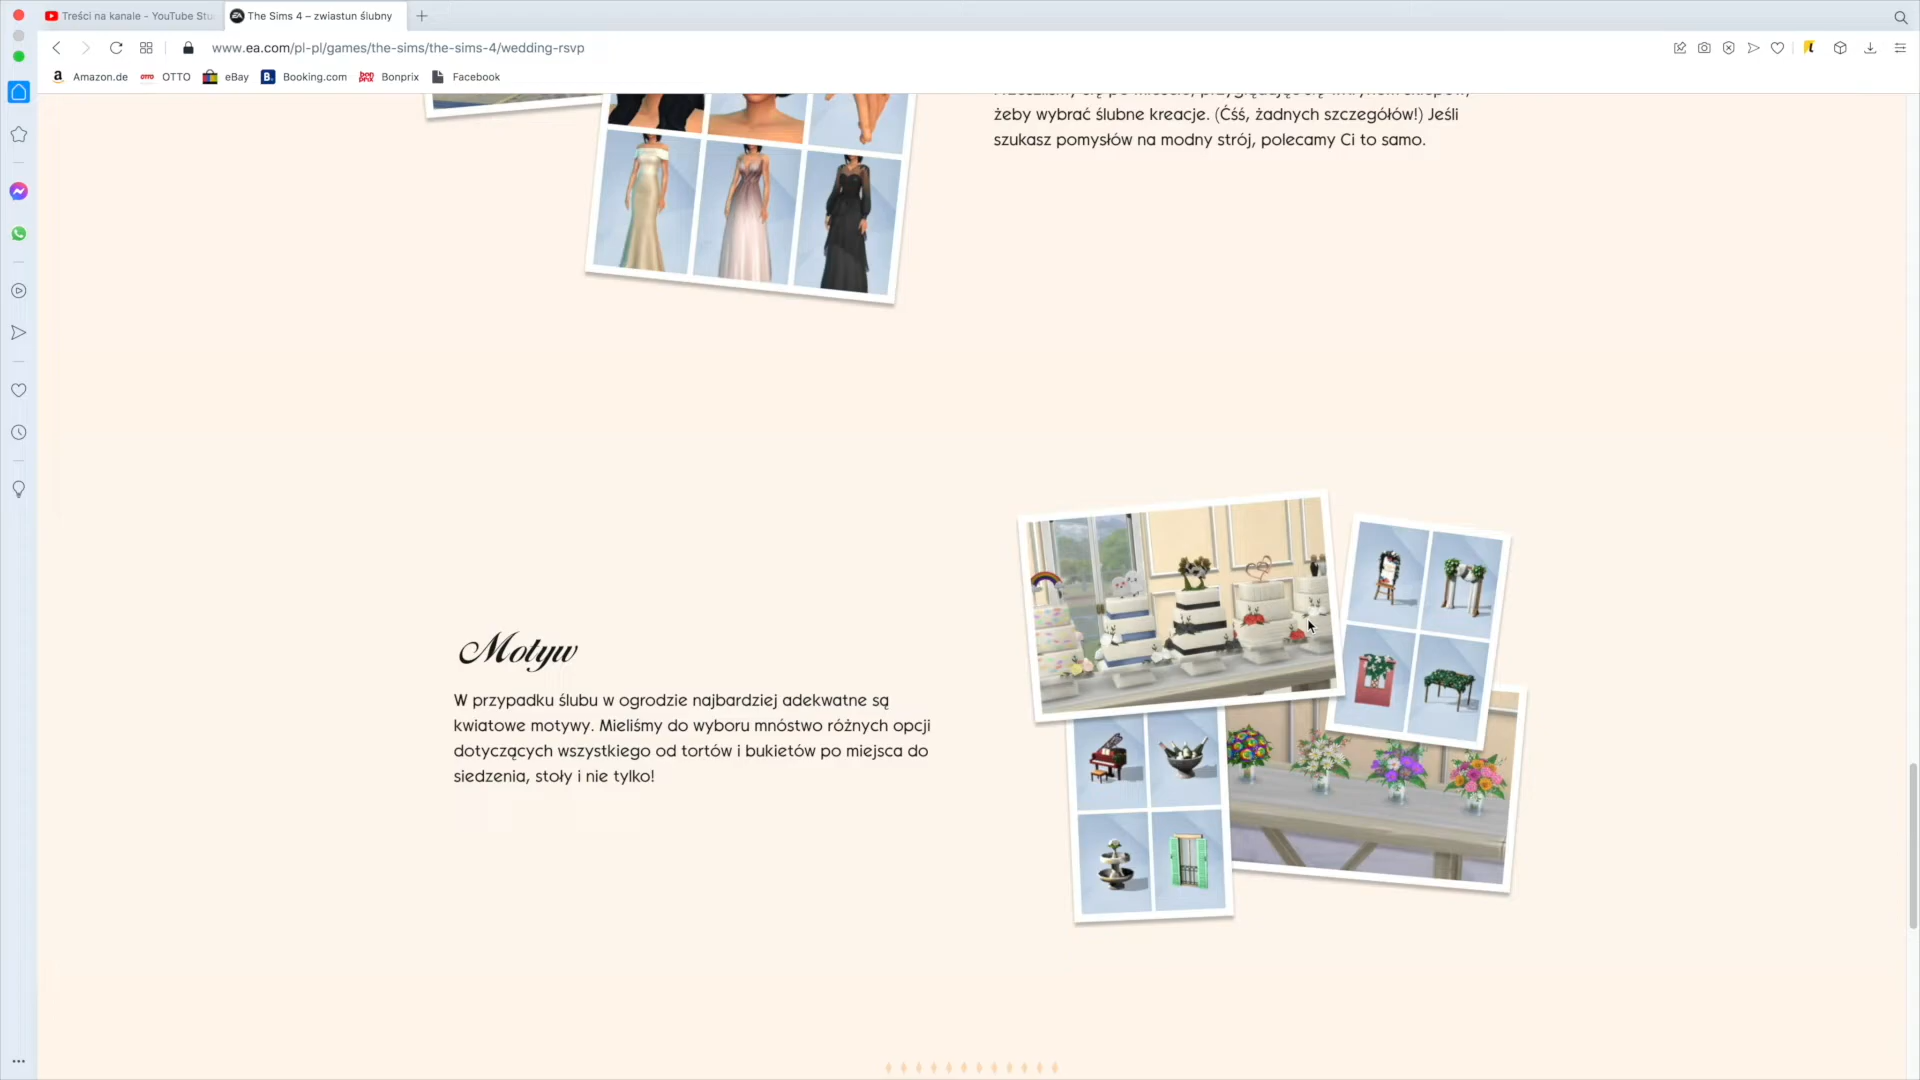 Treści na kanale - YouTube Stu
The Sims 4 – zwiastun ślubny
www.ea.com/pl-pl/games/the-sims/the-sims-4/wedding-rsvp
Amazon.de
OTTO
eBay
Booking.com
Bonprix
Facebook
żeby wybrać ślubne kreacje. (Ććś, żadnych szczegółów!) Jeśli
szukasz pomysłów na modny strój, polecamy Ci to samo.
Motyw
W przypadku ślubu w ogrodzie najbardziej adekwatne są
kwiatowe motywy. Mieliśmy do wyboru mnóstwo różnych opcji
dotyczących wszystkiego od tortów i bukietów po miejsca do
siedzenia, stoły i nie tylko!